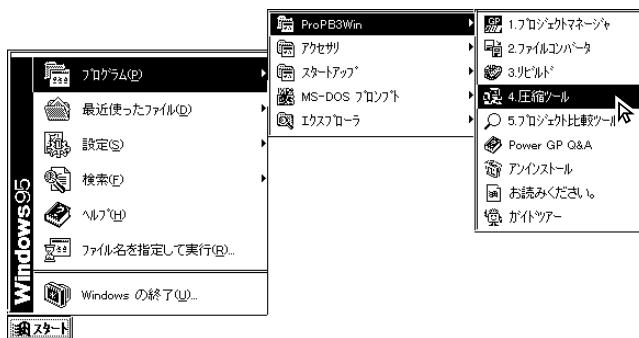 Windows95
プログラム(P)
最近使ったファイル(D)
設定(S)
検索(F)
ヘルプ(H)
ファイル名を指定して実行(R)...
Windows の終了(U)...
スタート
ProPB3Win
アクセサリ
スタートアップ
MS-DOS プロンプト
エクスプローラ
1.プロジェクトマネージャ
2.ファイルコンバータ
3.リビルド
4.圧縮ツール
5.プロジェクト比較ツール
Power GP Q&A
アンインストール
お読みください。
ガイドツアー